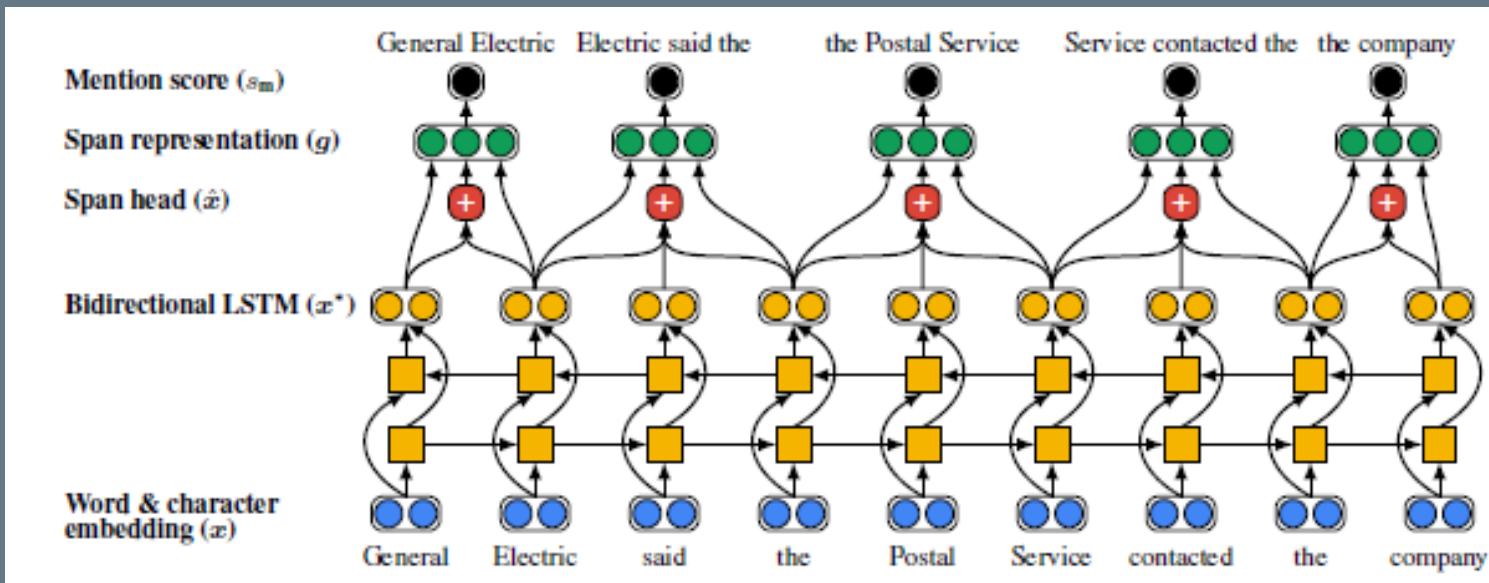 General Electric Electric said the the Postal Service Service contacted the the company
Mention score (sₘ)
Span representation (g)
+ + + + +
Span head (x̂)
Bidirectional LSTM (x*)
Word & character
embedding (x)
General Electric said the Postal Service contacted the company